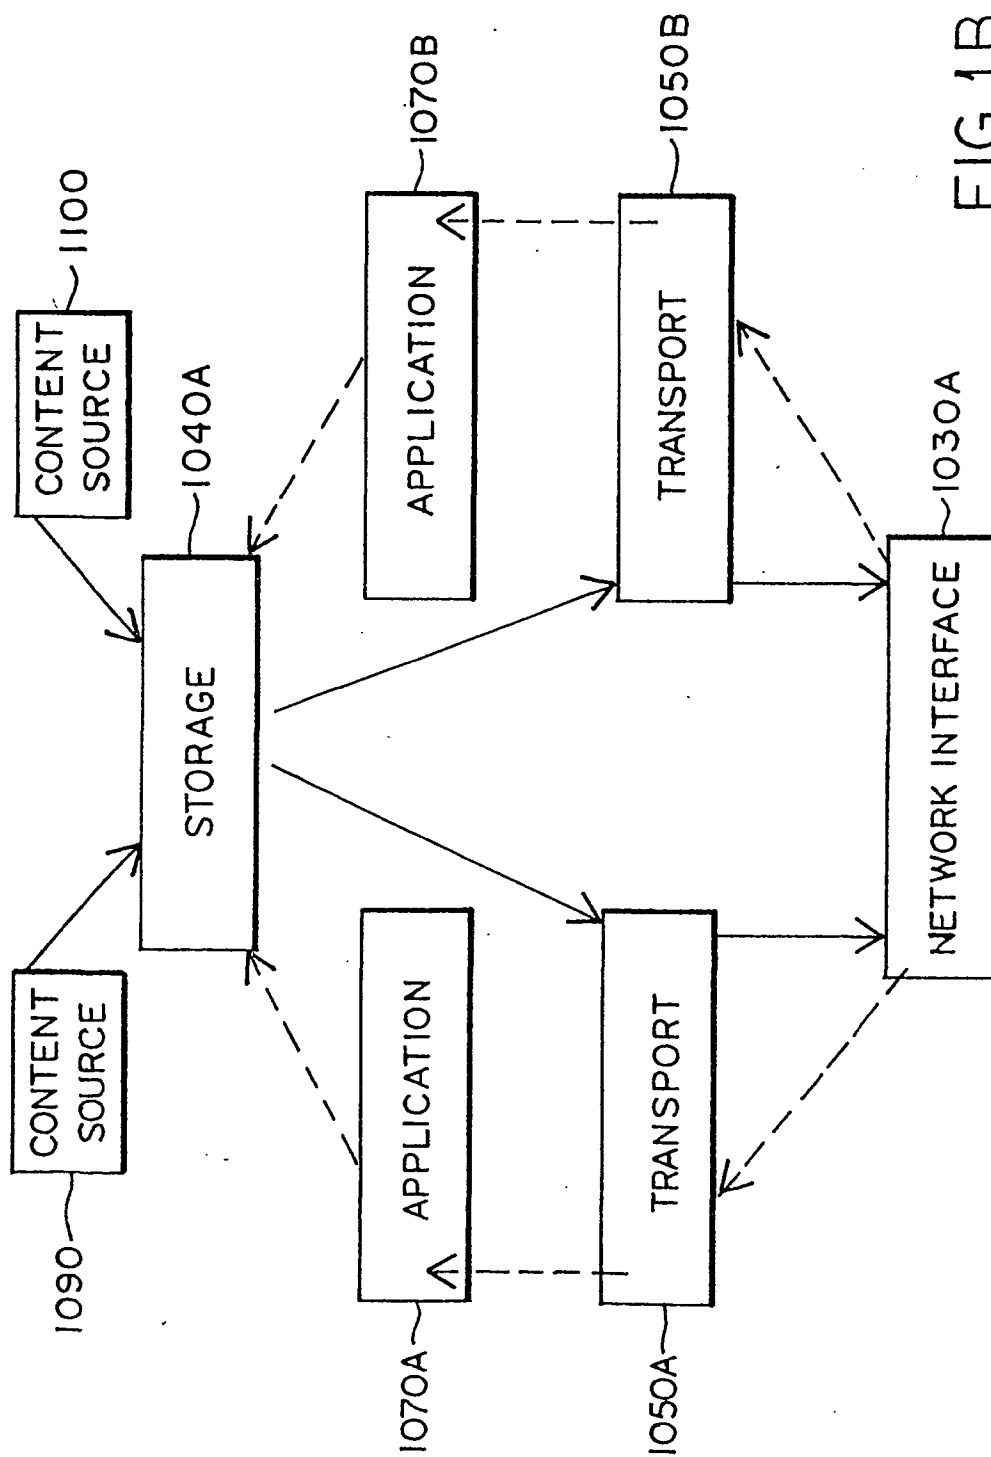 1090
CONTENT
SOURCE
CONTENT
SOURCE
1100
STORAGE
1040A
1070A
APPLICATION
APPLICATION
1070B
1050A
TRANSPORT
TRANSPORT
1050B
NETWORK INTERFACE
1030A
FIG. 1B